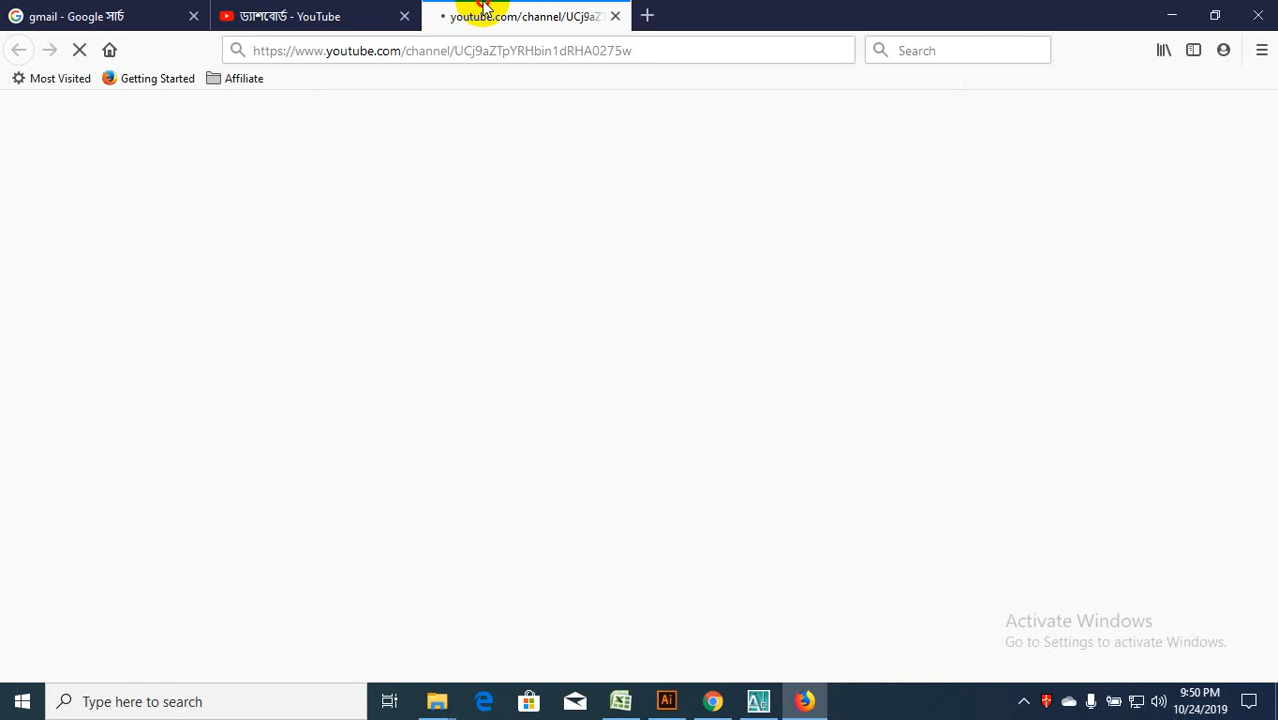 gmail - Google সার্চ
ড্যাশবোর্ড - YouTube
youtube.com/channel/UCj9aZ
https://www.youtube.com/channel/UCj9aZTpYRHbin1dRHA0275w
Search
Most Visited
Getting Started
Affiliate
Activate Windows
Go to Settings to activate Windows.
Type here to search
Ai
9:50 PM
10/24/2019